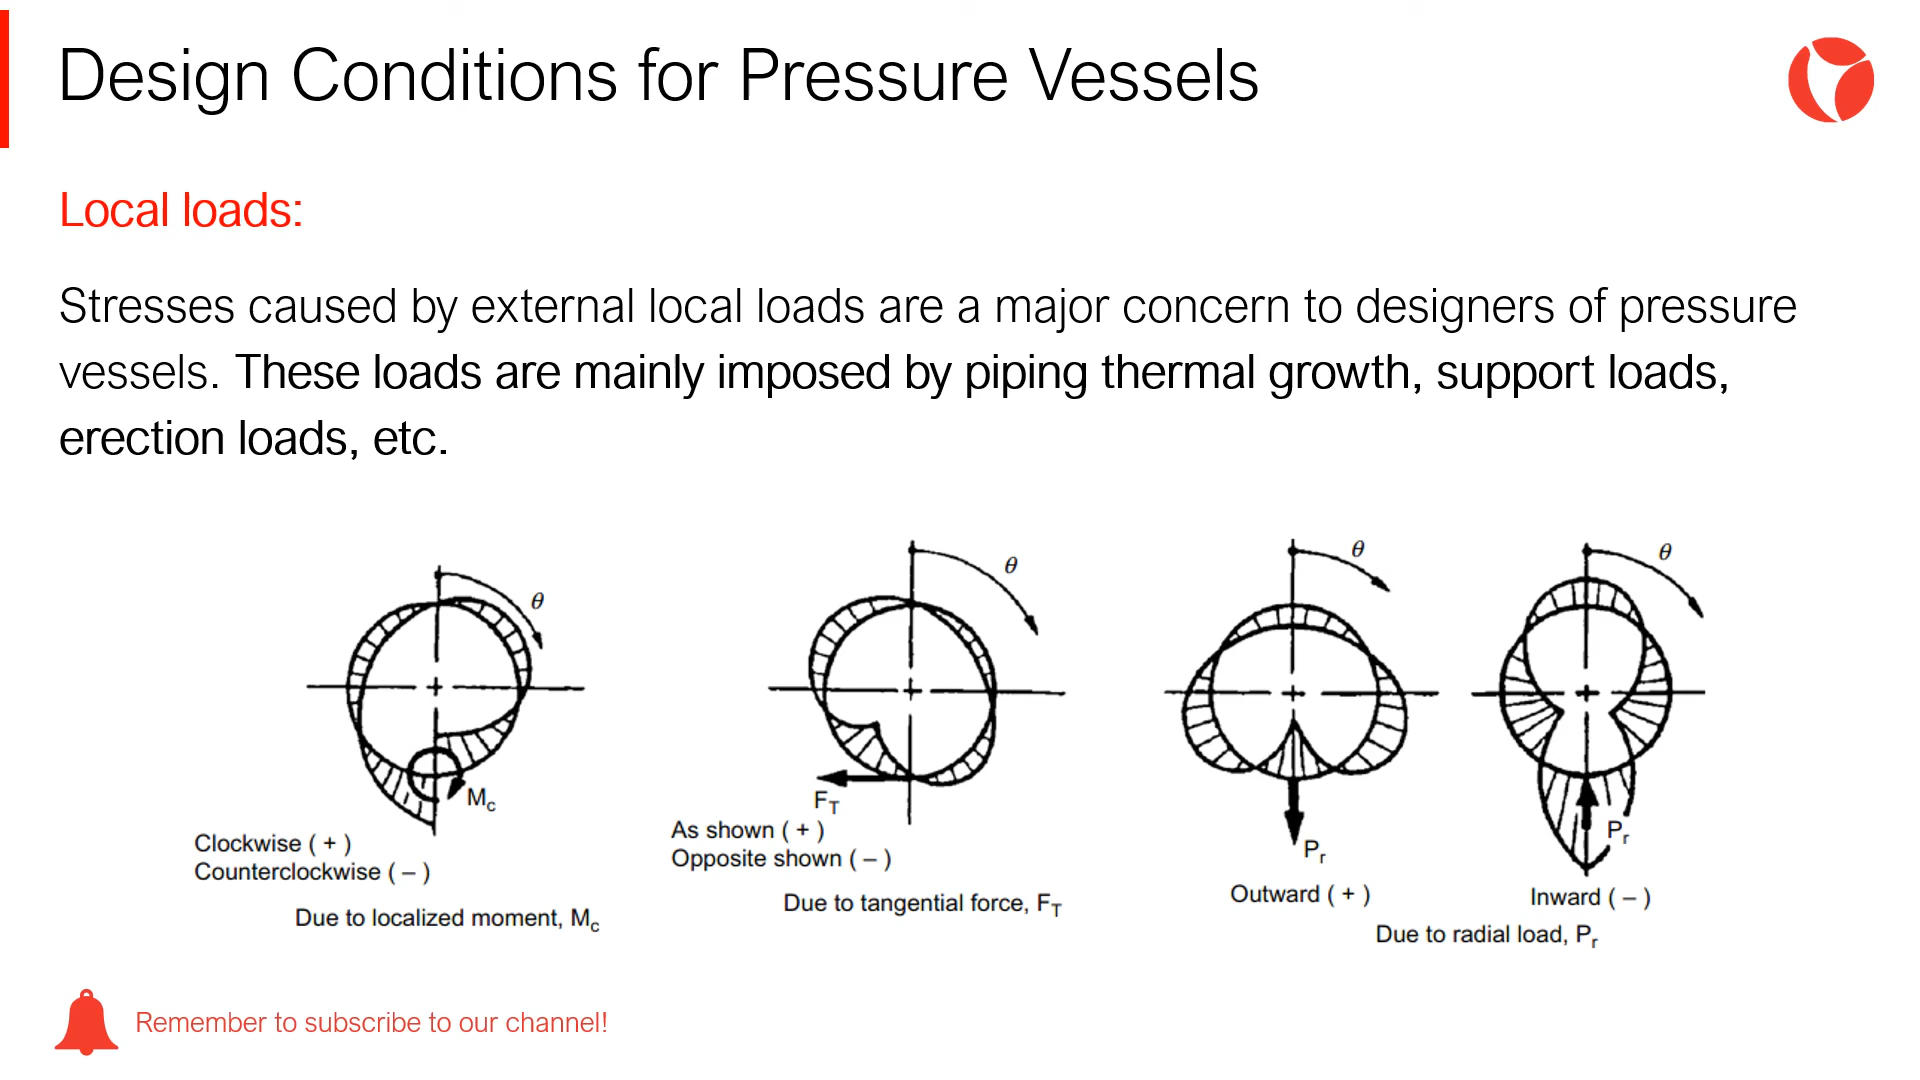 Design Conditions for Pressure Vessels
Local loads:
Stresses caused by external local loads are a major concern to designers of pressure
vessels. These loads are mainly imposed by piping thermal growth, support loads,
erection loads, etc.
θ
Mc
Clockwise ( + )
Counterclockwise ( – )
Due to localized moment, Mc
θ
FT
As shown ( + )
Opposite shown ( – )
Due to tangential force, FT
θ
Pr
Outward ( + )
θ
Pr
Inward ( – )
Due to radial load, Pr
Remember to subscribe to our channel!